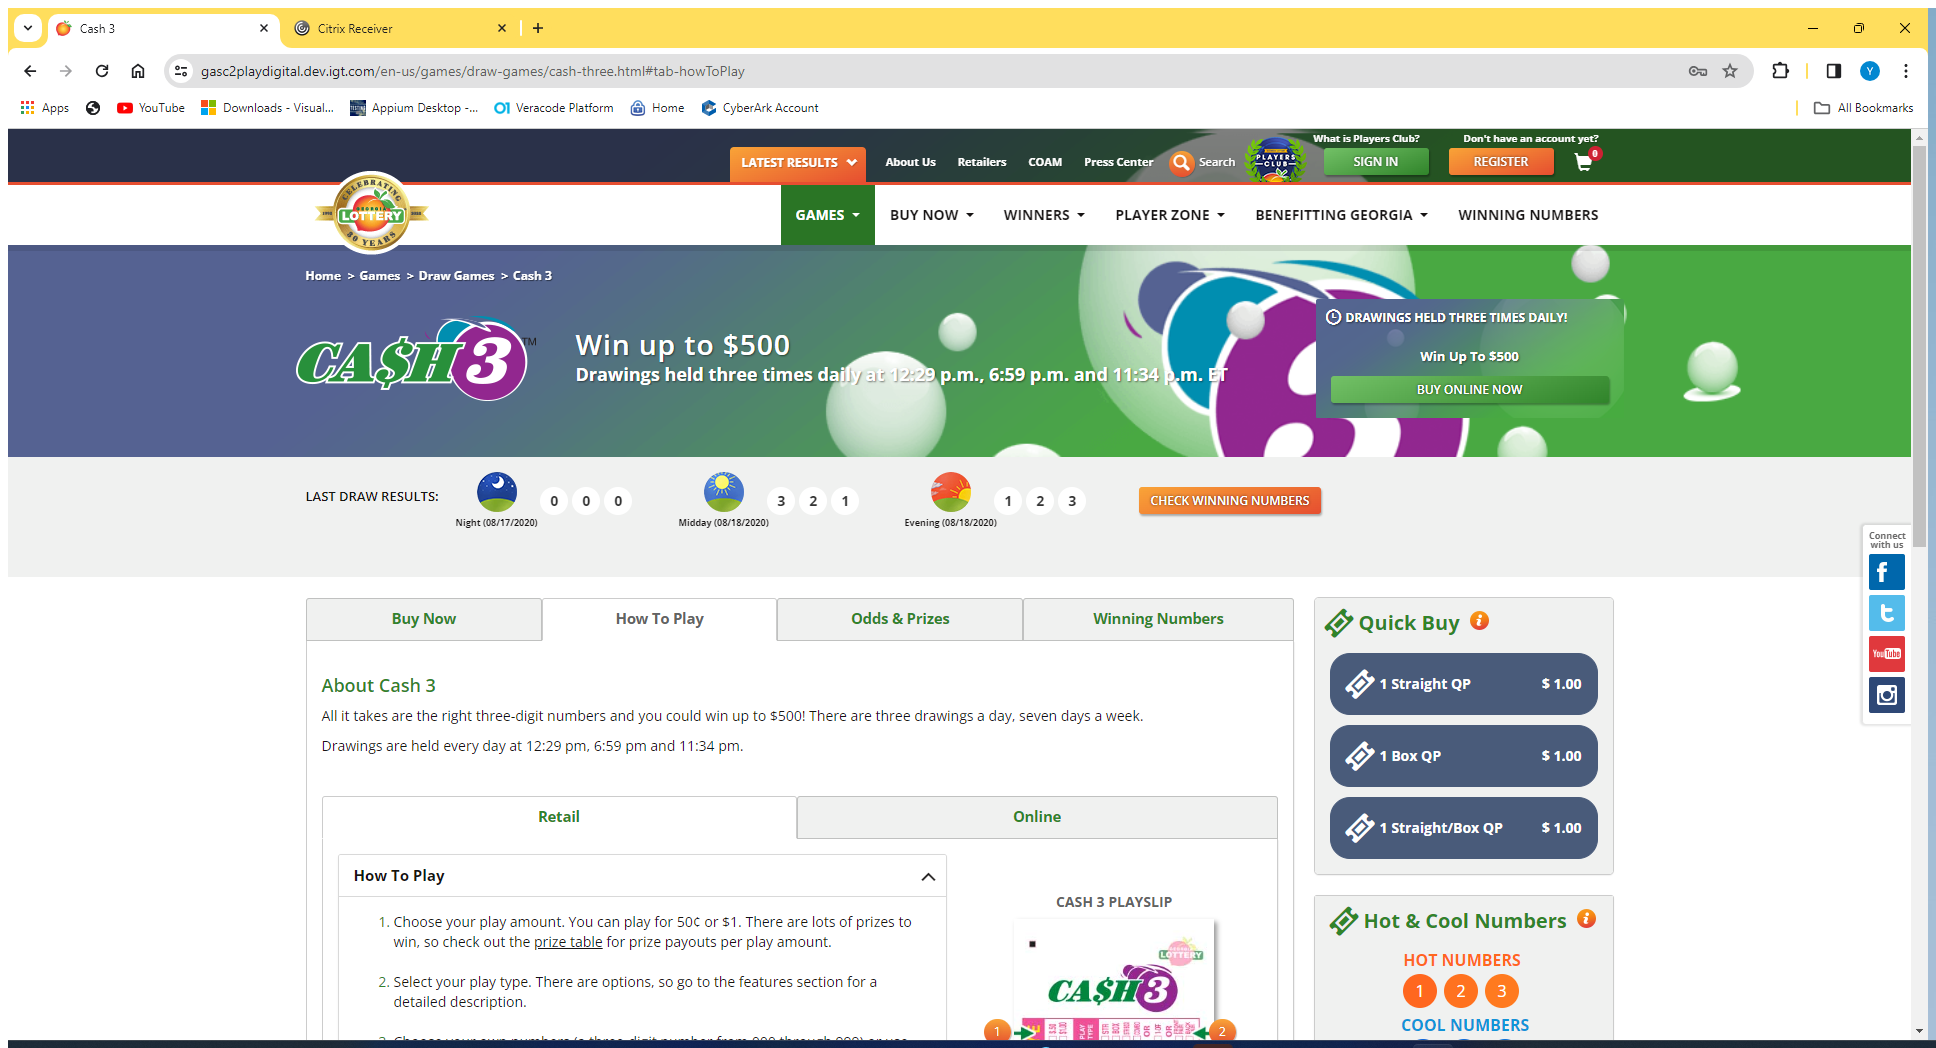 Cash 3
Citrix Receiver
gasc2playdigital.dev.igt.com/en-us/games/draw-games/cash-three.html#tab-howToPlay
Y
Apps
YouTube
Downloads - Visual...
Appium Desktop -...
Veracode Platform
Home
CyberArk Account
All Bookmarks
What is Players Club?
Don't have an account yet?
LATEST RESULTS
About Us
Retailers
COAM
Press Center
Search
PLAYERS CLUB
SIGN IN
REGISTER
0
CELEBRATING
GEORGIA
LOTTERY
30 YEARS
GAMES
BUY NOW
WINNERS
PLAYER ZONE
BENEFITTING GEORGIA
WINNING NUMBERS
Home > Games > Draw Games > Cash 3
CA$H 3 TM
Win up to $500
Drawings held three times daily at 12:29 p.m., 6:59 p.m. and 11:34 p.m. ET
DRAWINGS HELD THREE TIMES DAILY!
Win Up To $500
BUY ONLINE NOW
LAST DRAW RESULTS:
0 0 0
Night (08/17/2020)
3 2 1
Midday (08/18/2020)
1 2 3
Evening (08/18/2020)
CHECK WINNING NUMBERS
Connect
with us
YouTube
Buy Now
How To Play
Odds & Prizes
Winning Numbers
About Cash 3
All it takes are the right three-digit numbers and you could win up to $500! There are three drawings a day, seven days a week.
Drawings are held every day at 12:29 pm, 6:59 pm and 11:34 pm.
Retail
Online
How To Play
1. Choose your play amount. You can play for 50¢ or $1. There are lots of prizes to
win, so check out the prize table for prize payouts per play amount.
2. Select your play type. There are options, so go to the features section for a
detailed description.
CASH 3 PLAYSLIP
LOTTERY
CA$H 3
PLAY TYPE
1
2
Quick Buy
1 Straight QP $ 1.00
1 Box QP $ 1.00
1 Straight/Box QP $ 1.00
Hot & Cool Numbers
HOT NUMBERS
1 2 3
COOL NUMBERS